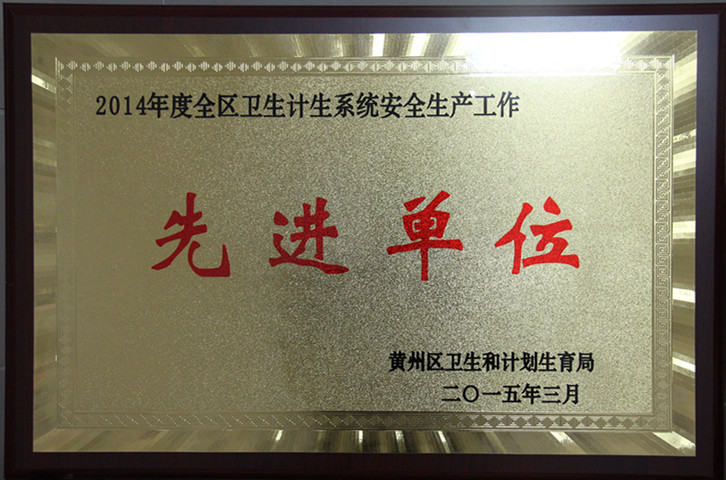 2014年度全区卫生计生系统安全生产工作
先进单位
黄州区卫生和计划生育局
二〇一五年三月